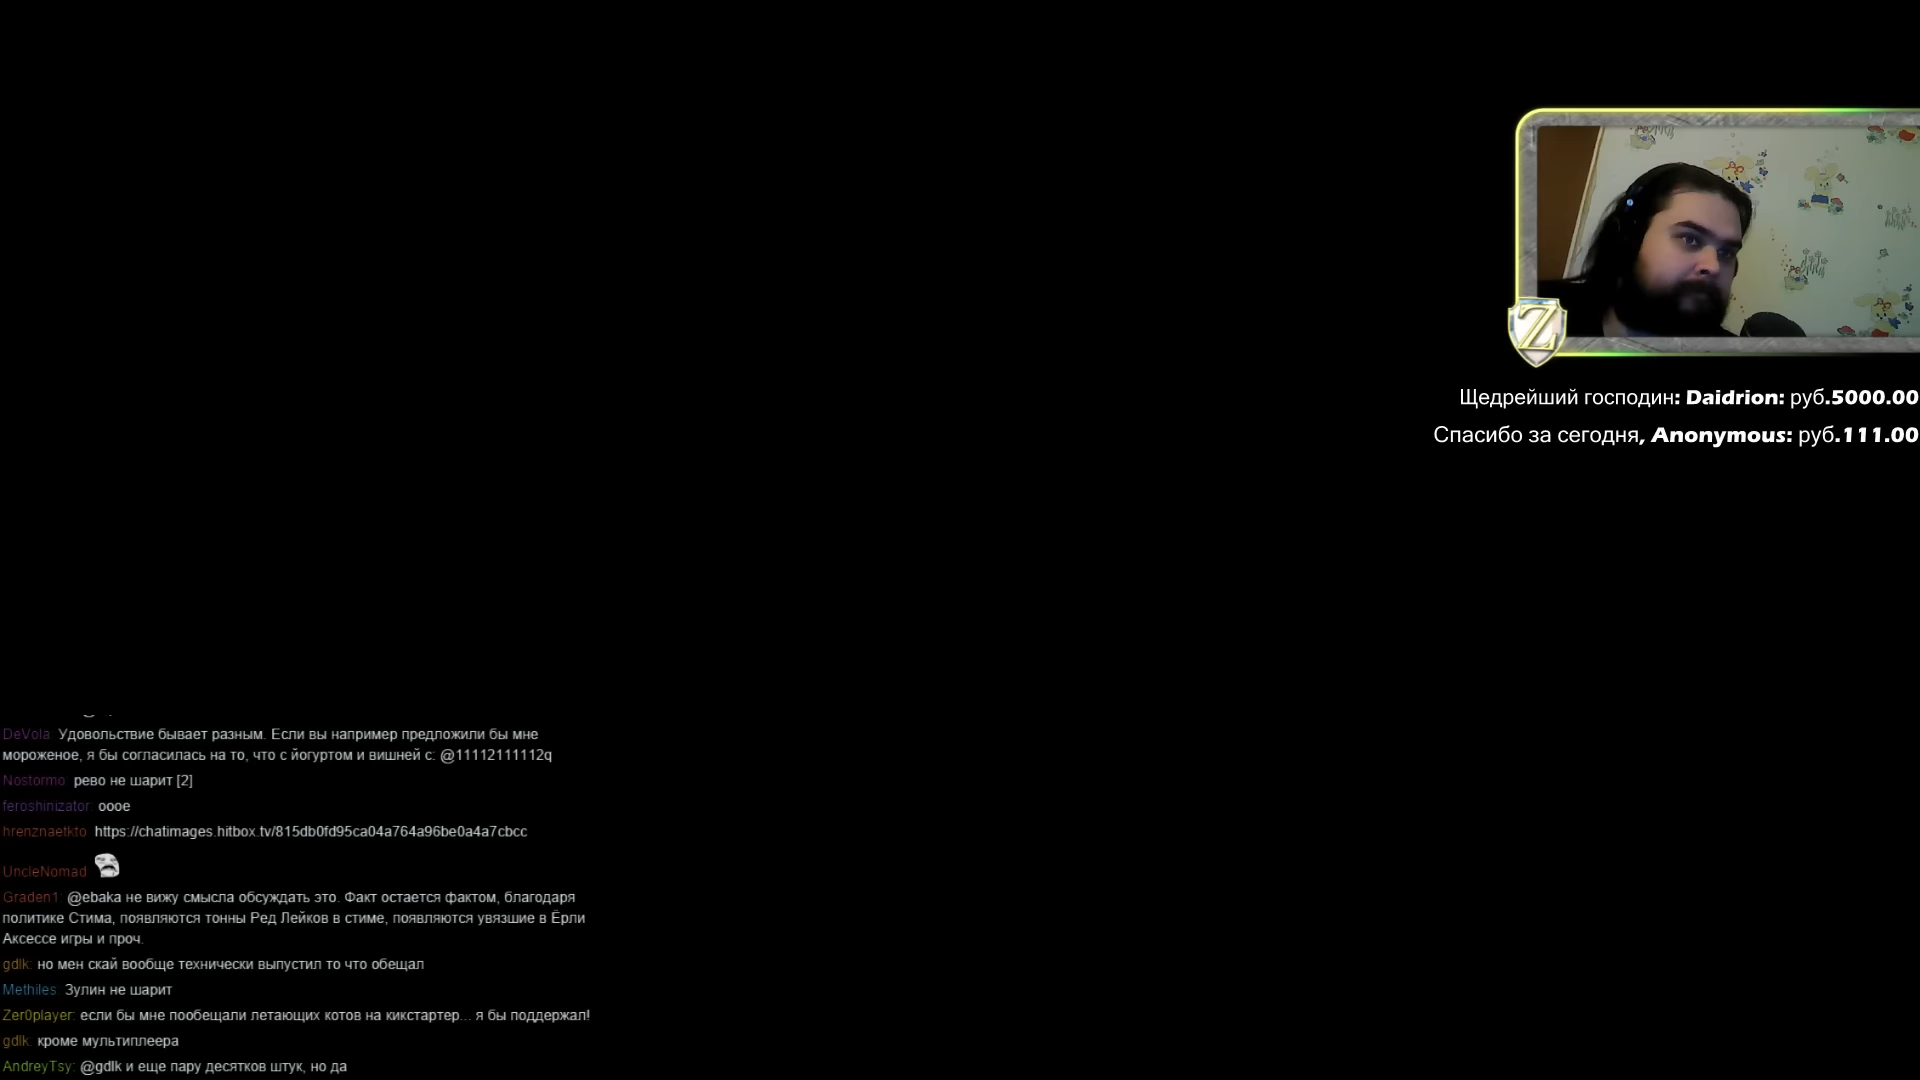 Z
Щедрейший господин: Daidrion: руб.5000.00
Спасибо за сегодня, Anonymous: руб.111.00
DeVola: Удовольствие бывает разным. Если вы например предложили бы мне
мороженое, я бы согласилась на то, что с йогуртом и вишней с: @11112111112q
Nostormo: рево не шарит [2]
feroshinizator: оооe
hrenznaetkto: https://chatimages.hitbox.tv/815db0fd95ca04a764a96be0a4a7cbcc
UncleNomad:
Graden1: @ebaka не вижу смысла обсуждать это. Факт остается фактом, благодаря
политике Стима, появляются тонны Ред Лейков в стиме, появляются увязшие в Ёрли
Аксессе игры и проч.
gdlk: но мен скай вообще технически выпустил то что обещал
Methiles: Зулин не шарит
Zer0player: если бы мне пообещали летающих котов на кикстартер... я бы поддержал!
gdlk: кроме мультиплеера
AndreyTsy: @gdlk и еще пару десятков штук, но да